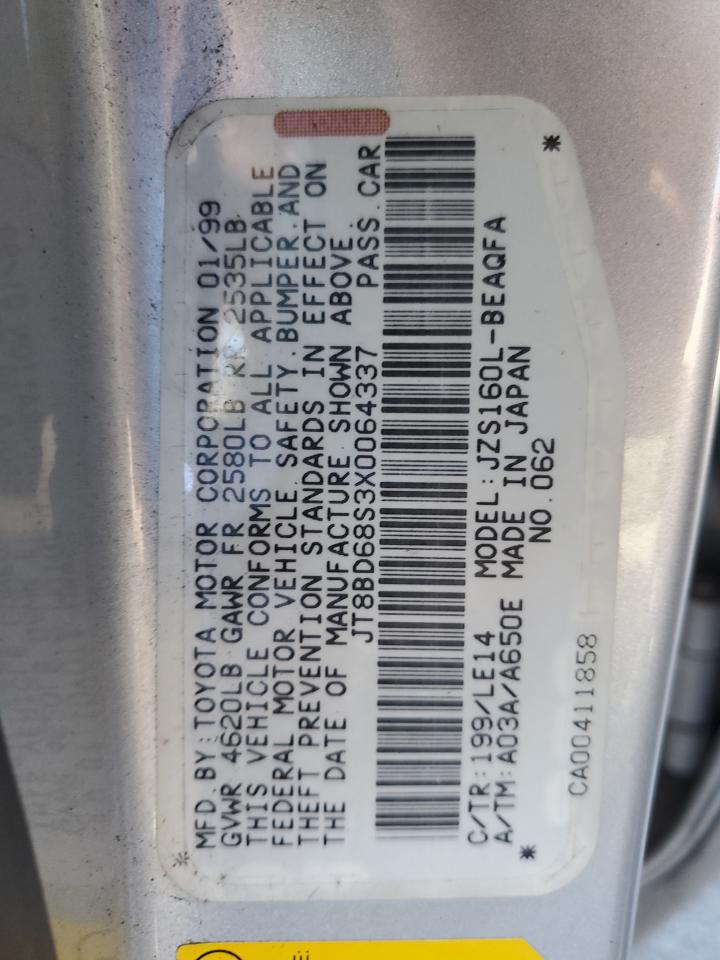 MFD.BY:TOYOTA MOTOR CORPORATION 01/99
GVWR 4620LB GAWR FR 2580LB RR 2535LB
THIS VEHICLE CONFORMS TO ALL APPLICABLE
FEDERAL MOTOR VEHICLE SAFETY,BUMPER,AND
THEFT PREVENTION STANDARDS IN EFFECT ON
THE DATE OF MANUFACTURE SHOWN ABOVE.
JT8BD68S3X0064337 PASS.CAR
C/TR:199/LE14 MODEL:JZS160L-BEAQFA
A/TM:A03A/A650E MADE IN JAPAN
NO.062
CA00411858